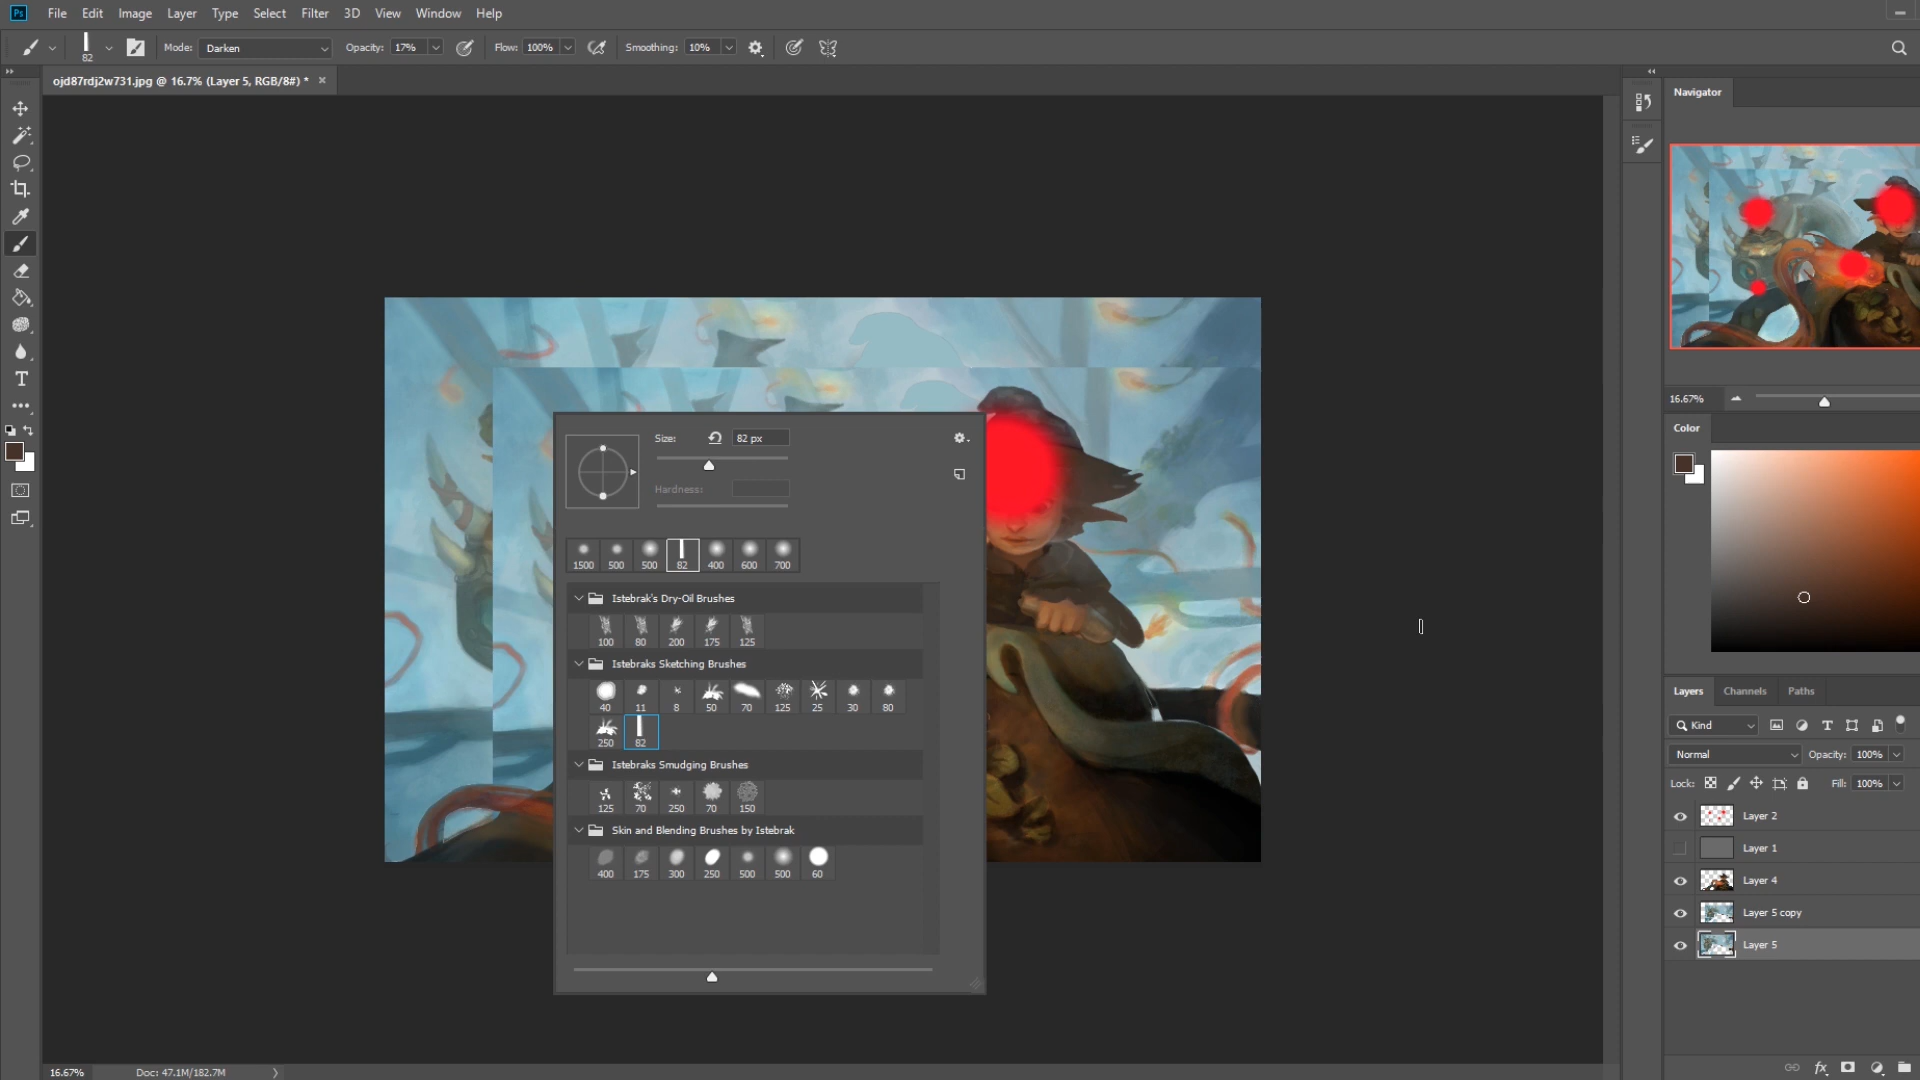 Ps File Edit Image Layer Type Select Filter 3D View Window Help
82 Mode: Darken Opacity: 17% Flow: 100% Smoothing: 10%
ojd87rdj2w731.jpg @ 16.7% (Layer 5, RGB/8#) * ×
Navigator
16.67%
Color
Size: 82 px
Hardness:
1500 500 500 82 400 600 700
Istebrak's Dry-Oil Brushes
100 80 200 175 125
Istebraks Sketching Brushes
40 11 8 50 70 125 25 30 80
250 82
Istebraks Smudging Brushes
125 70 250 70 150
Skin and Blending Brushes by Istebrak
400 175 300 250 500 500 60
Layers Channels Paths
Kind
Normal Opacity: 100%
Lock: Fill: 100%
Layer 2
Layer 1
Layer 4
Layer 5 copy
Layer 5
fx
16.67% Doc: 47.1M/182.7M